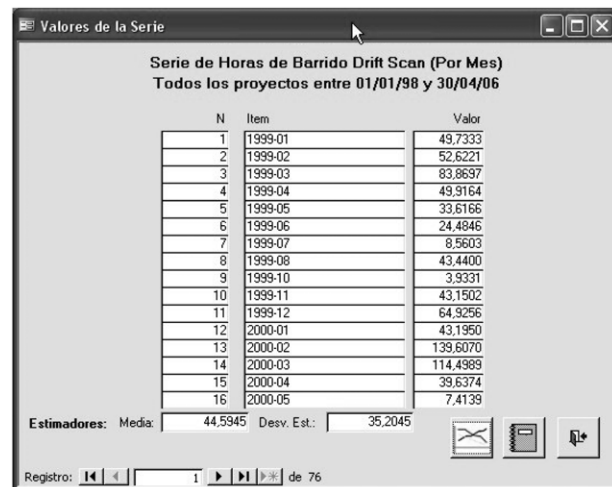 Valores de la Serie
Serie de Horas de Barrido Drift Scan (Por Mes)
Todos los proyectos entre 01/01/98 y 30/04/06
N Item Valor
1 1999-01 49,7333
2 1999-02 52,6221
3 1999-03 83,8697
4 1999-04 49,9164
5 1999-05 33,6166
6 1999-06 24,4846
7 1999-07 8,5603
8 1999-08 43,4400
9 1999-10 3,9331
10 1999-11 43,1502
11 1999-12 64,9256
12 2000-01 43,1950
13 2000-02 139,6070
14 2000-03 114,4989
15 2000-04 39,6374
16 2000-05 7,4139
Estimadores: Media: 44,5945 Desv. Est.: 35,2045
Registro: 1 de 76